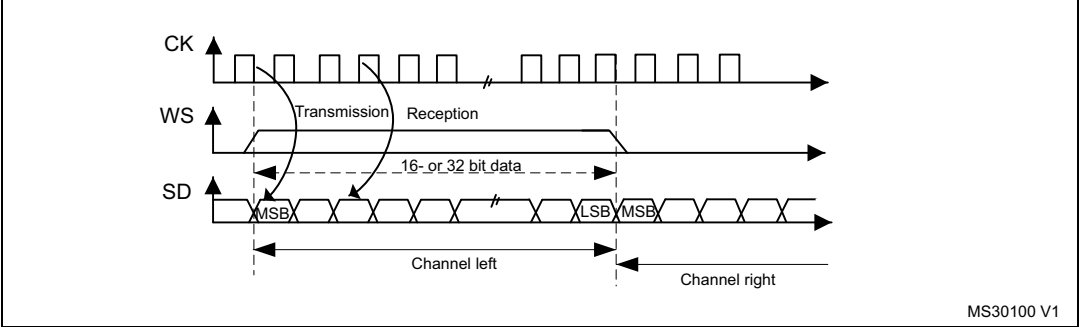 CK
Transmission Reception
WS
16- or 32 bit data
SD
MSB LSB MSB
Channel left
Channel right
MS30100 V1